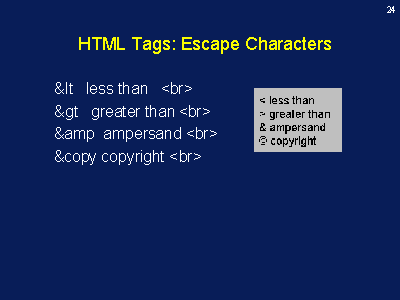 24
HTML Tags: Escape Characters
&lt less than <br>
&gt greater than <br>
&amp ampersand <br>
&copy copyright <br>
< less than
> greater than
& ampersand
© copyright